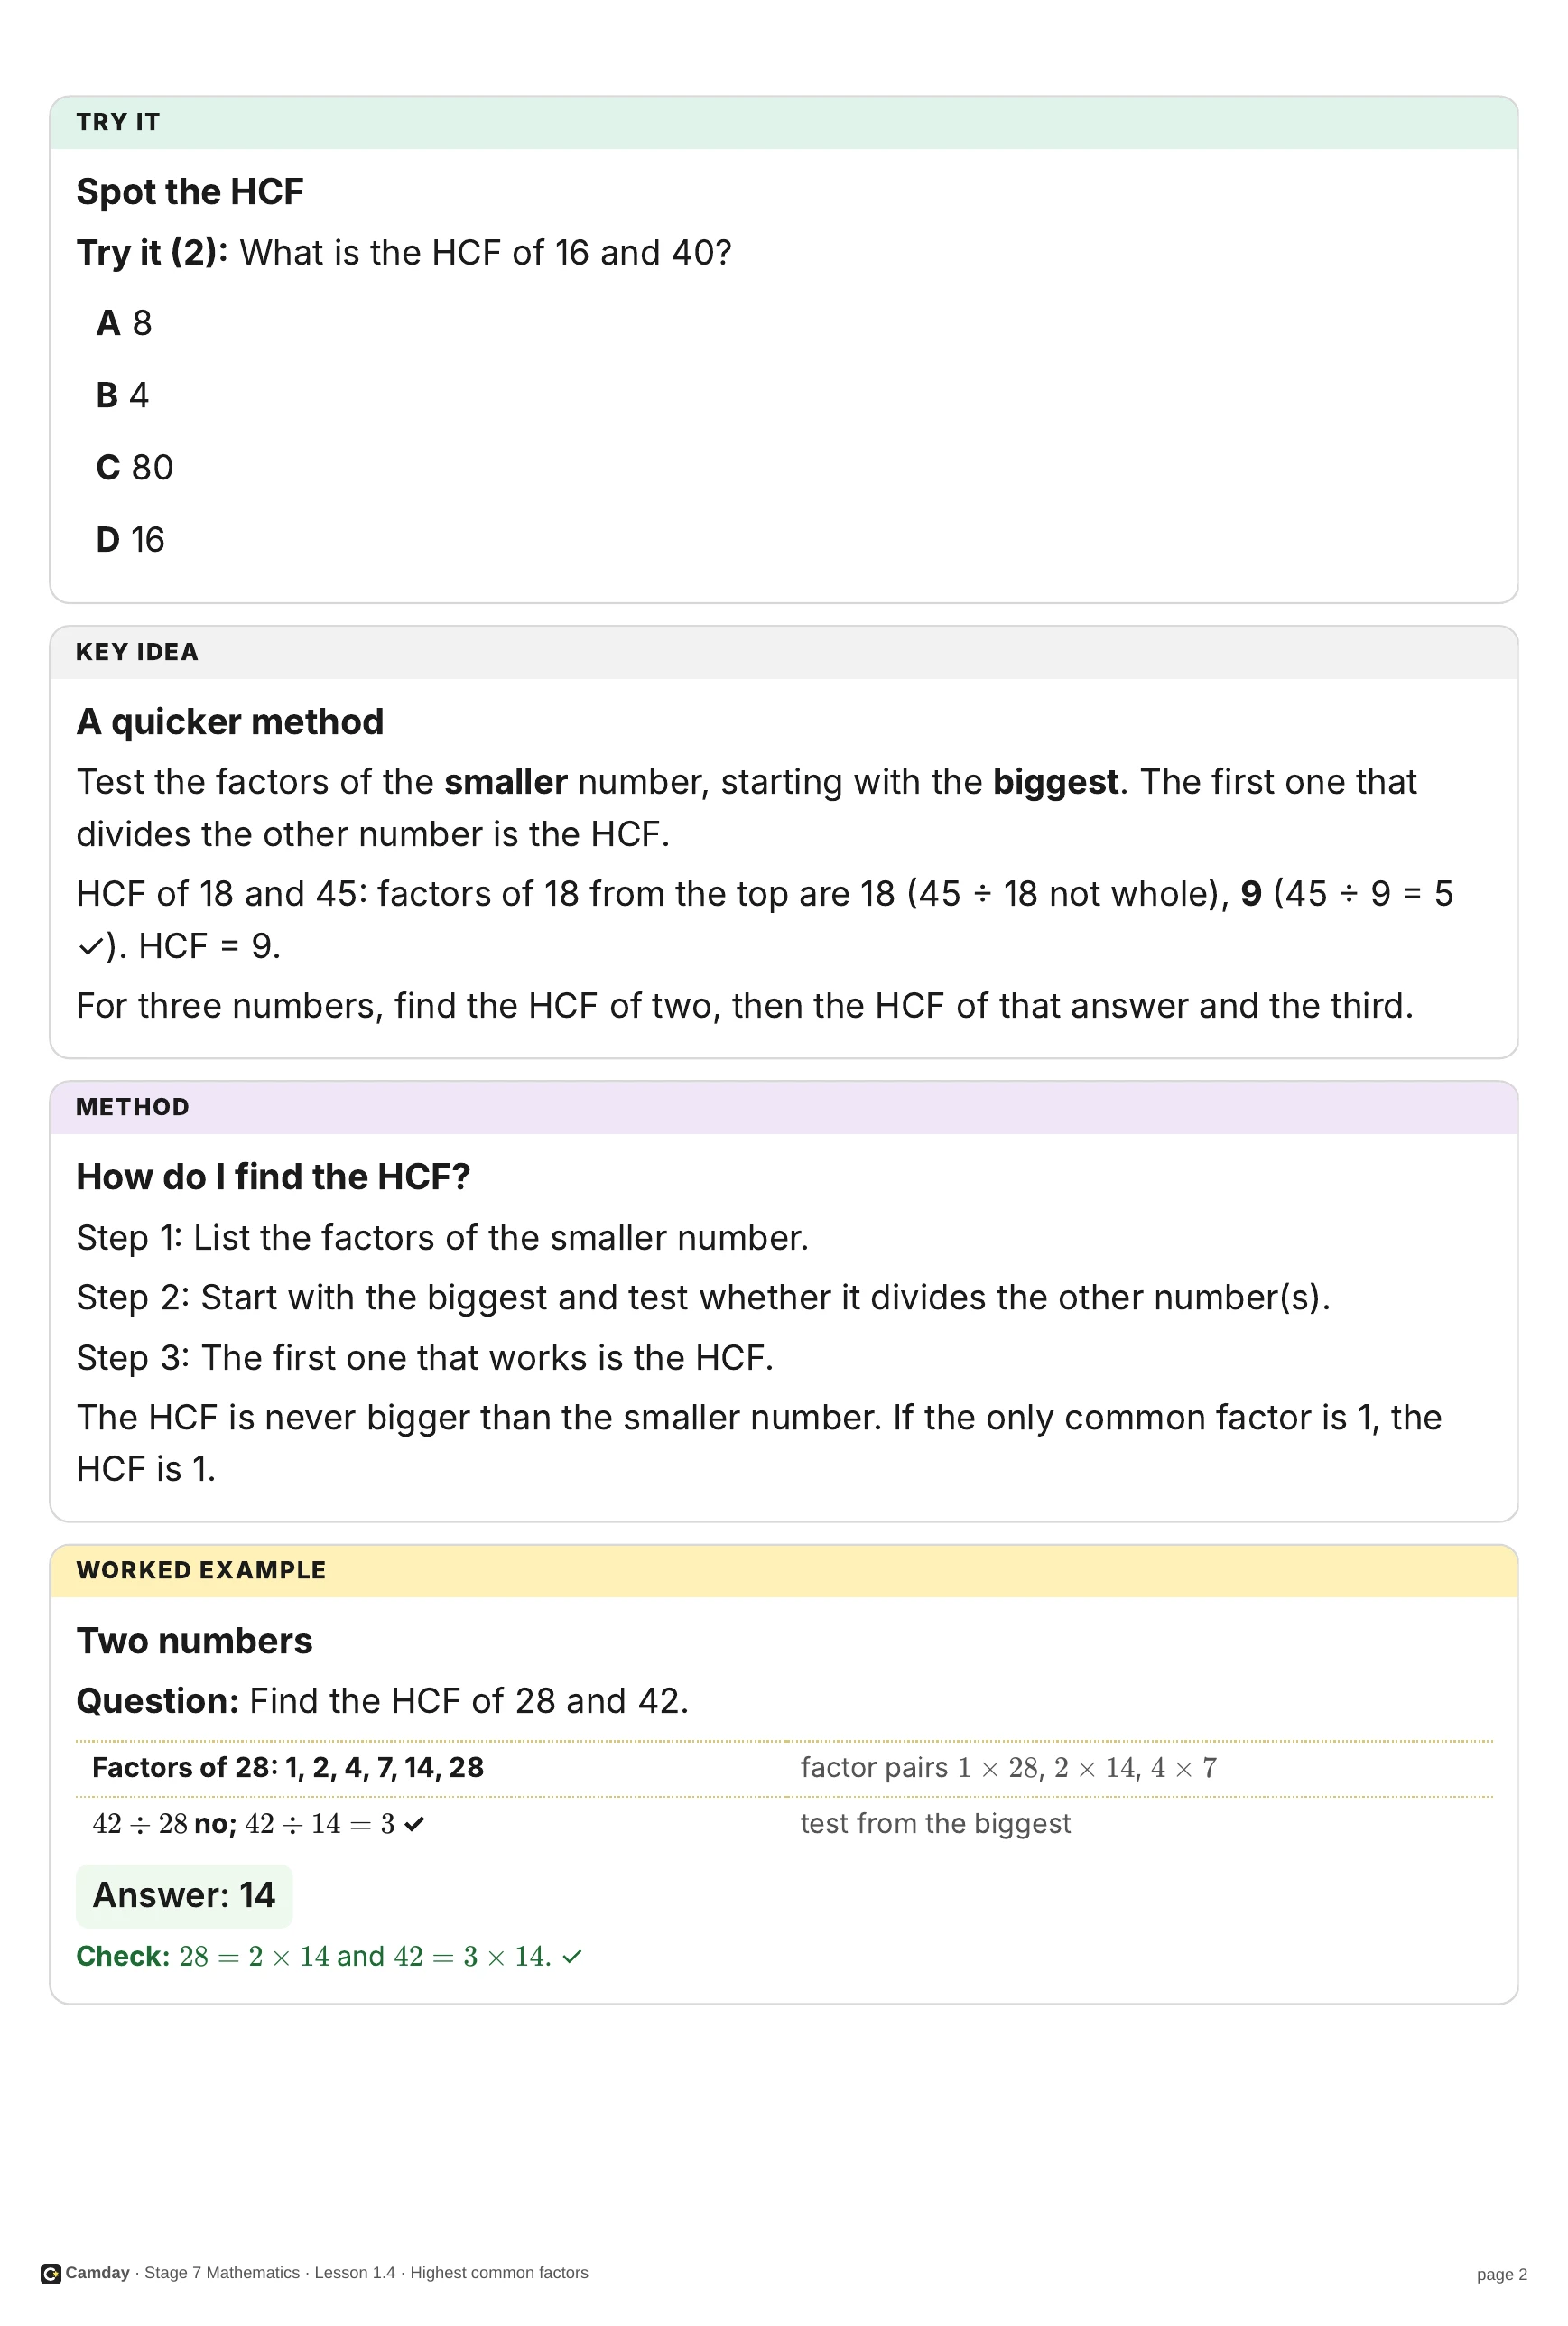 TRY IT
Spot the HCF
Try it (2): What is the HCF of 16 and 40?
A 8
B 4
C 80
D 16
KEY IDEA
A quicker method
Test the factors of the smaller number, starting with the biggest. The first one that
divides the other number is the HCF.
HCF of 18 and 45: factors of 18 from the top are 18 (45 ÷ 18 not whole), 9 (45 ÷ 9 = 5
✓). HCF = 9.
For three numbers, find the HCF of two, then the HCF of that answer and the third.
METHOD
How do I find the HCF?
Step 1: List the factors of the smaller number.
Step 2: Start with the biggest and test whether it divides the other number(s).
Step 3: The first one that works is the HCF.
The HCF is never bigger than the smaller number. If the only common factor is 1, the
HCF is 1.
WORKED EXAMPLE
Two numbers
Question: Find the HCF of 28 and 42.
Factors of 28: 1, 2, 4, 7, 14, 28 factor pairs 1 × 28, 2 × 14, 4 × 7
42 ÷ 28 no; 42 ÷ 14 = 3 ✓ test from the biggest
Answer: 14
Check: 28 = 2 × 14 and 42 = 3 × 14. ✓
Camday · Stage 7 Mathematics · Lesson 1.4 · Highest common factors page 2